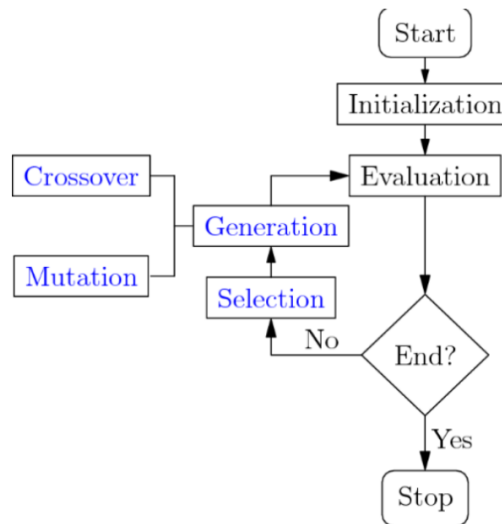 Start
Initialization
Crossover
Evaluation
Generation
Mutation
Selection
No
End?
Yes
Stop